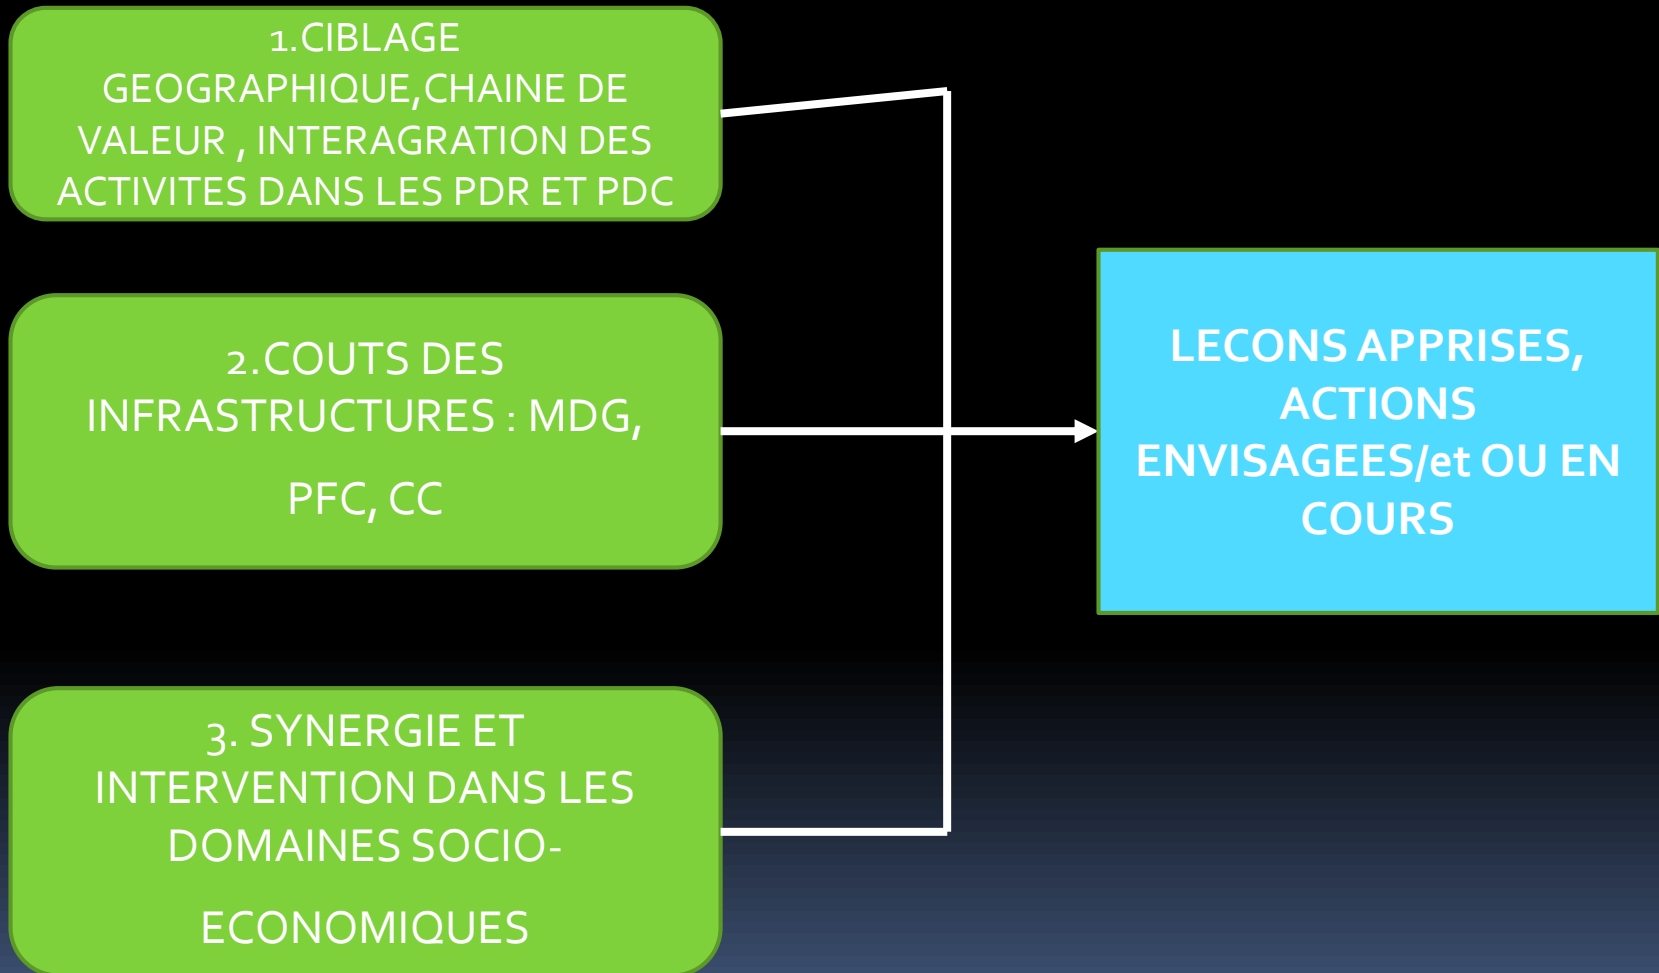 1.CIBLAGE
GEOGRAPHIQUE,CHAINE DE
VALEUR , INTERAGRATION DES
ACTIVITES DANS LES PDR ET PDC
2.COUTS DES
INFRASTRUCTURES : MDG,
PFC, CC
3. SYNERGIE ET
INTERVENTION DANS LES
DOMAINES SOCIO-
ECONOMIQUES
LECONS APPRISES,
ACTIONS
ENVISAGEES/et OU EN
COURS